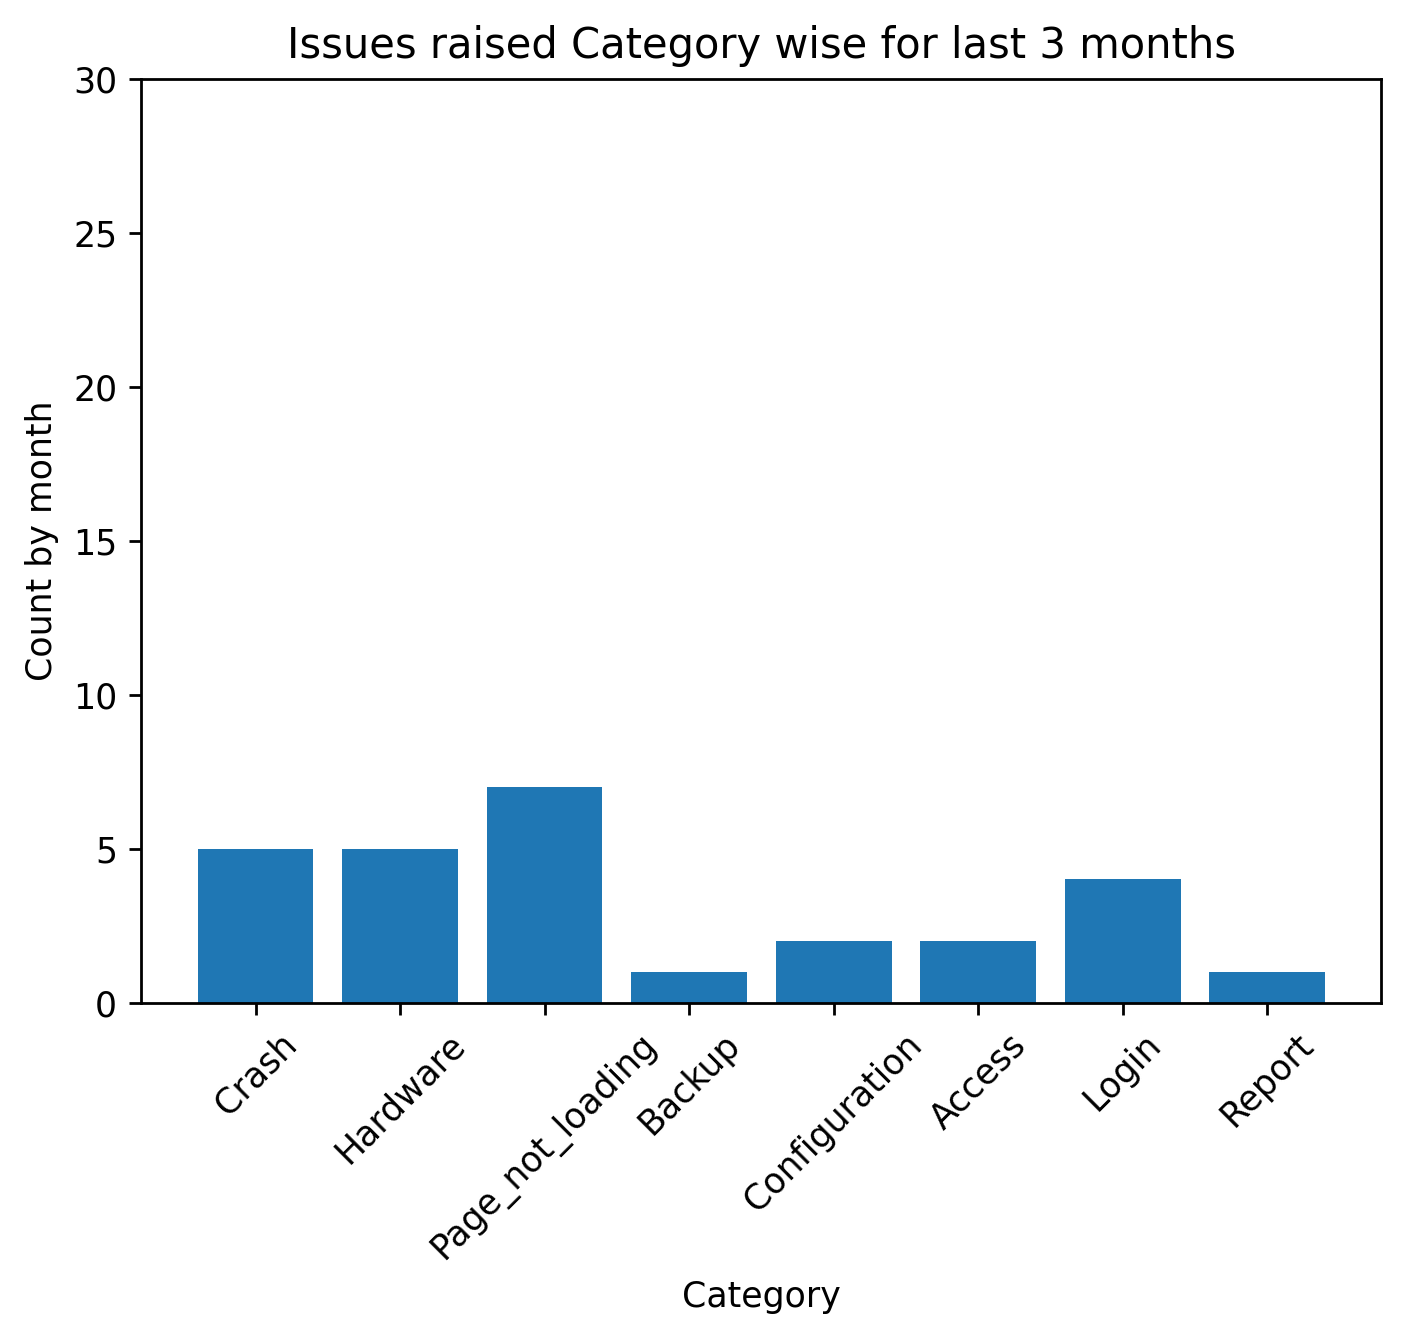 Issues raised Category wise for last 3 months
Count by month
30
25
20
15
10
5
0
Crash
Hardware
Page_not_loading
Backup
Configuration
Access
Login
Report
Category